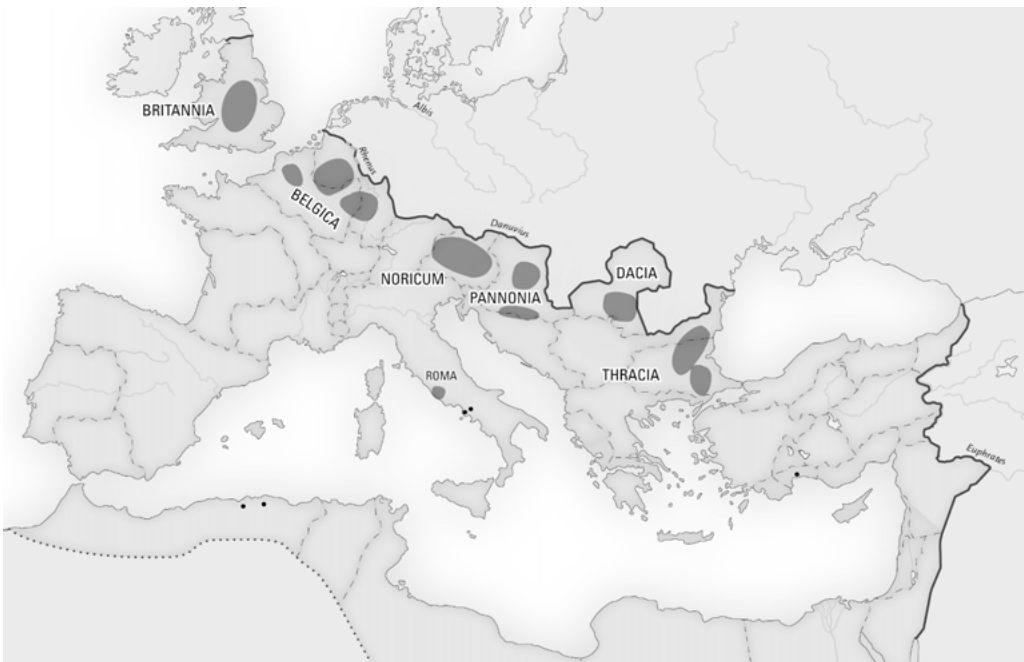 BRITANNIA
Albis
Rhenus
BELGICA
Danuvius
NORICUM
DACIA
PANNONIA
THRACIA
ROMA
Euphrates